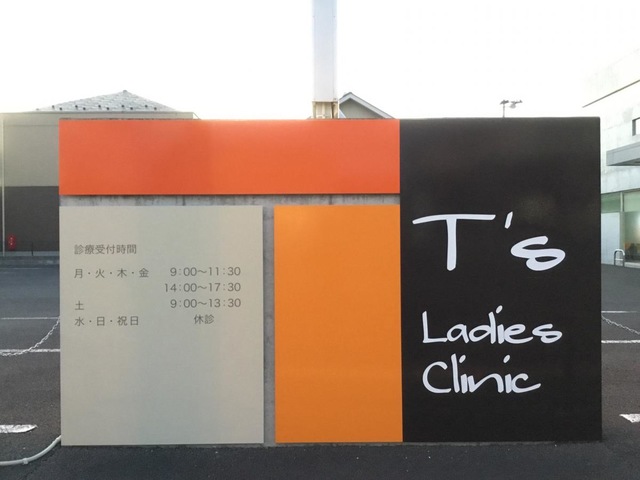 診療受付時間
月・火・木・金 9:00～11:30
14:00～17:30
土 9:00～13:30
水・日・祝日 休診
T's
Ladies
Clinic